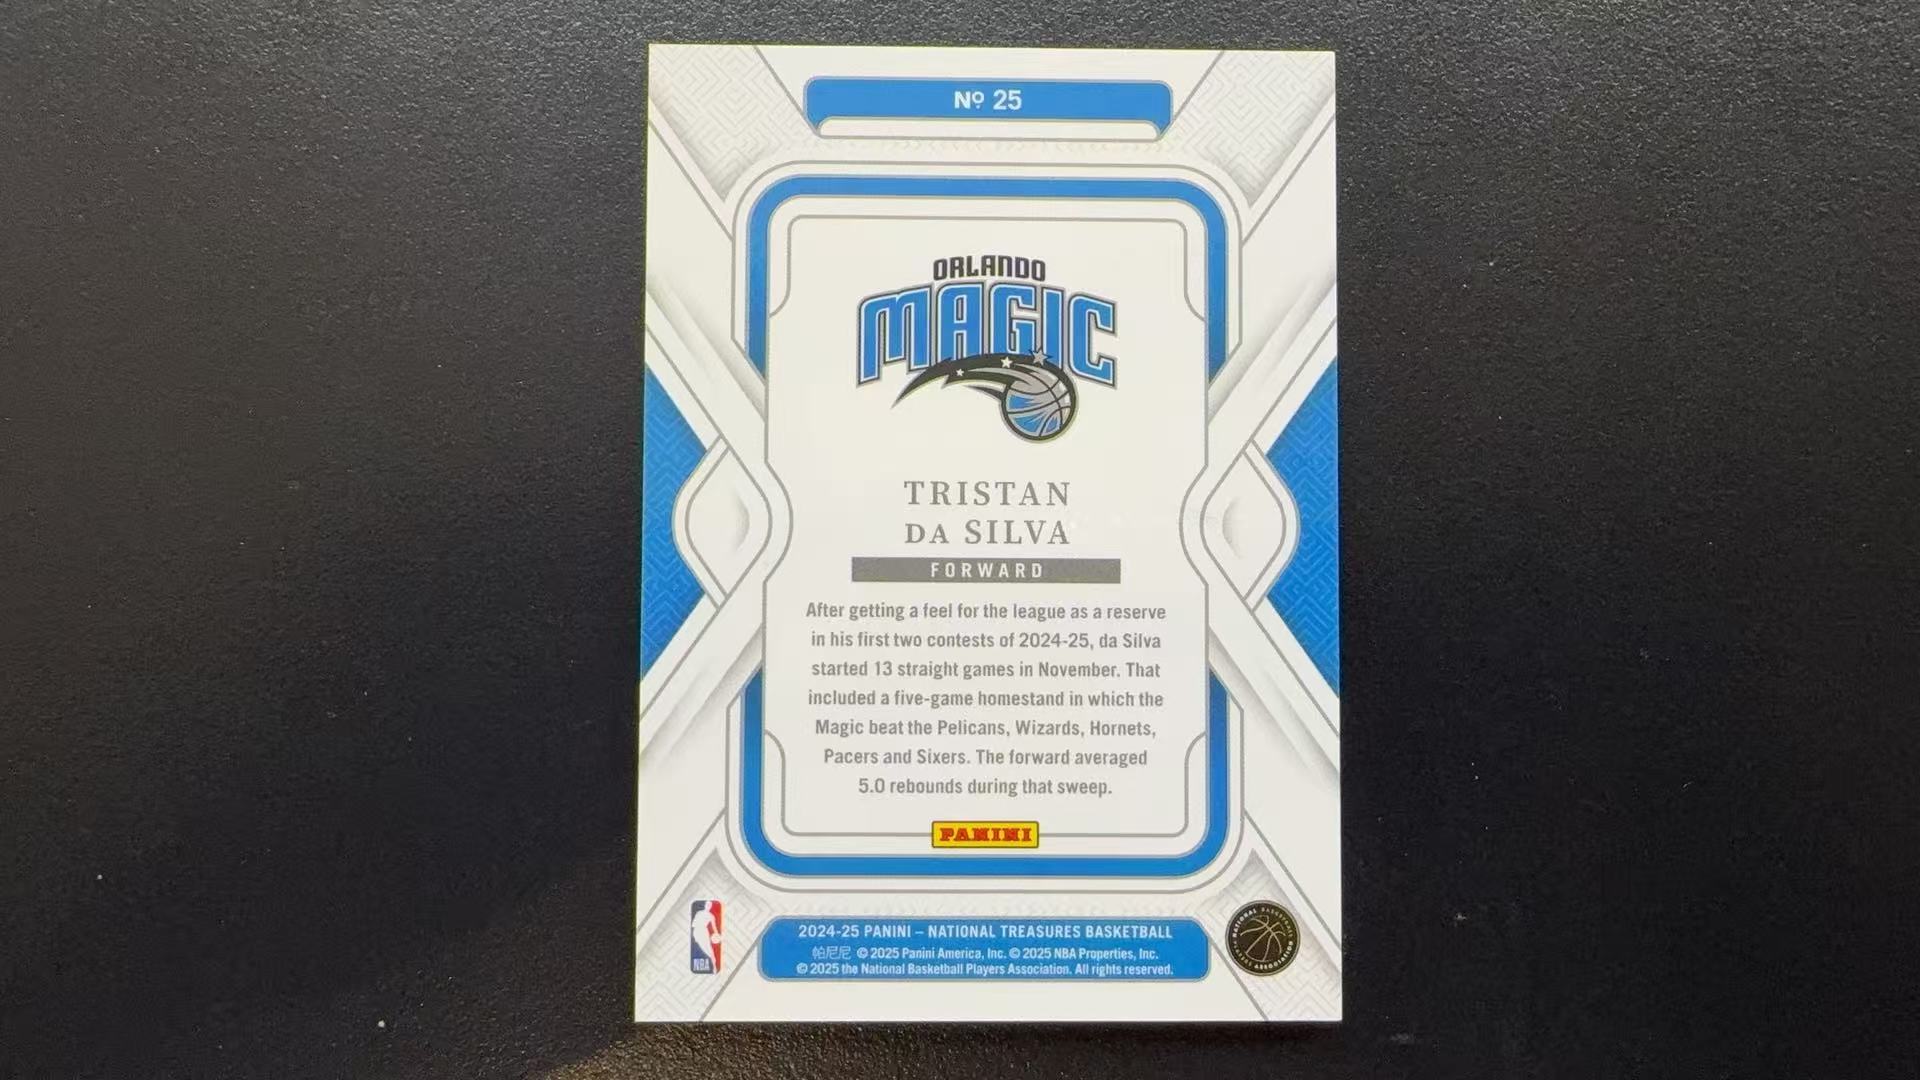 Nº 25
ORLANDO
MAGIC
TRISTAN
DA SILVA
FORWARD
After getting a feel for the league as a reserve
in his first two contests of 2024-25, da Silva
started 13 straight games in November. That
included a five-game homestand in which the
Magic beat the Pelicans, Wizards, Hornets,
Pacers and Sixers. The forward averaged
5.0 rebounds during that sweep.
PANINI
NBA
2024-25 PANINI – NATIONAL TREASURES BASKETBALL
帕尼尼 © 2025 Panini America, Inc. © 2025 NBA Properties, Inc.
© 2025 the National Basketball Players Association. All rights reserved.
NATIONAL BASKETBALL PLAYERS ASSOCIATION